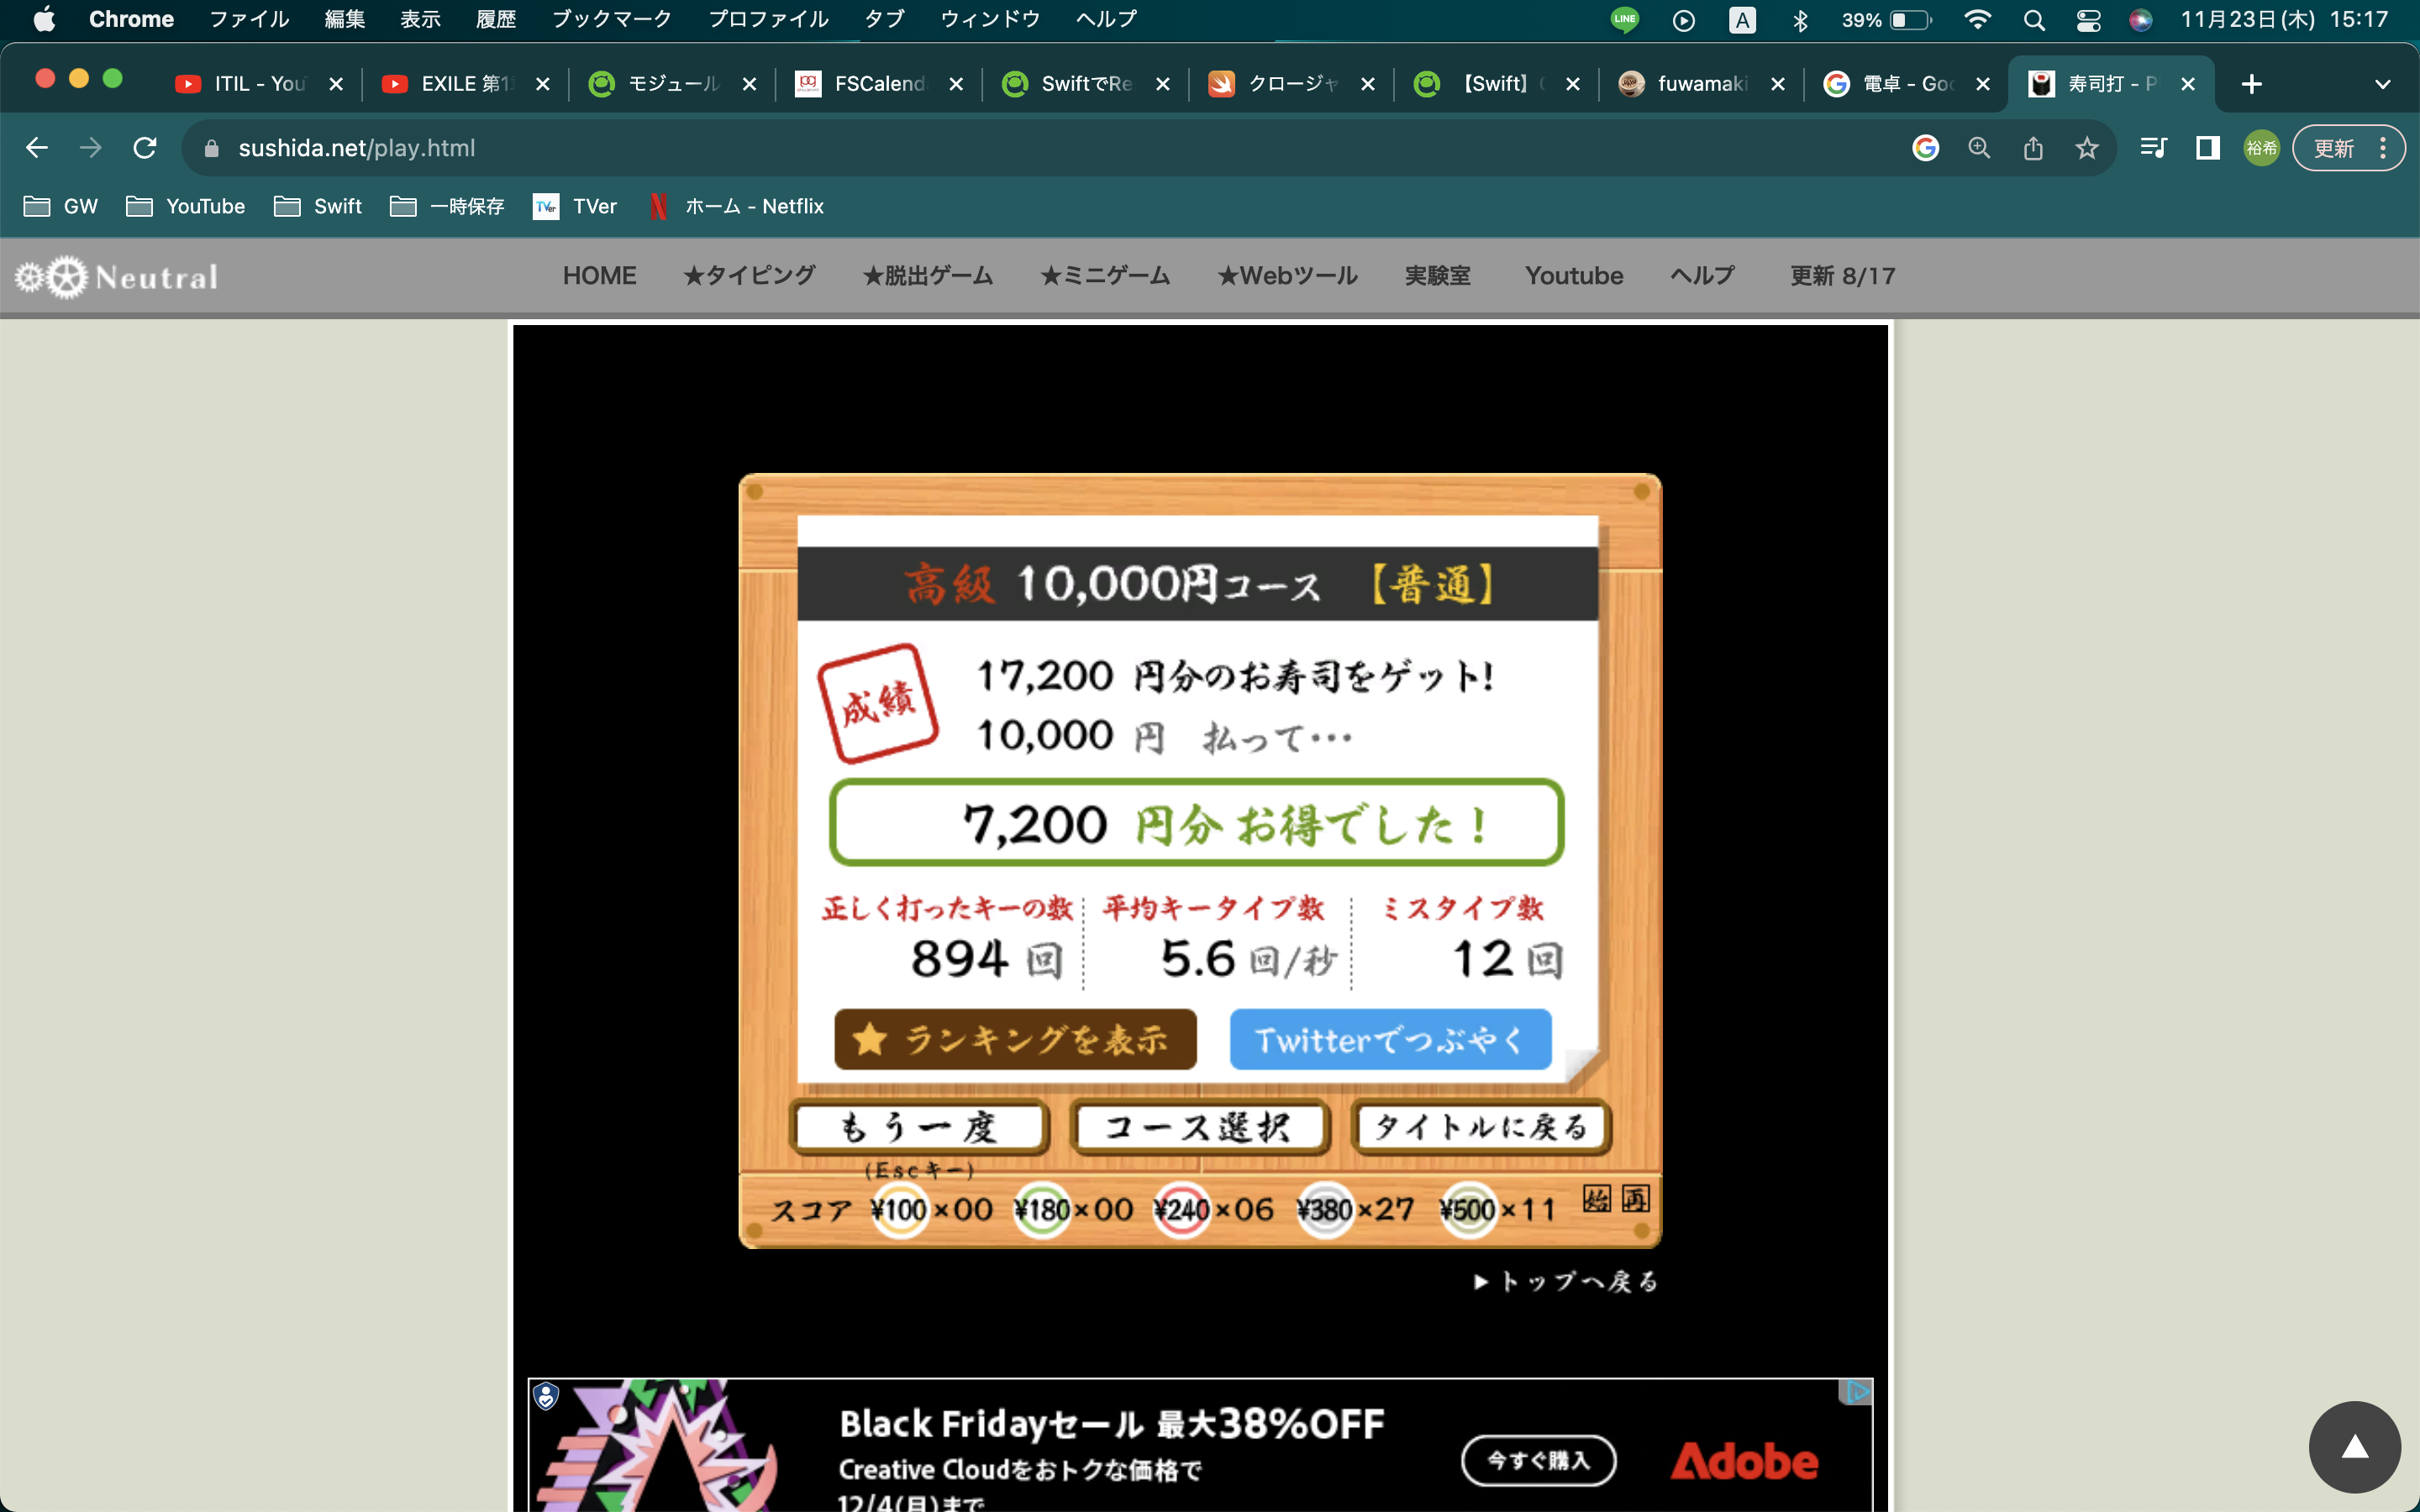 Chrome ファイル 編集 表示 履歴 ブックマーク プロファイル タブ ウィンドウ ヘルプ LINE A 39% 11月23日(木) 15:17
ITIL - You EXILE 第1 モジュール FSCalend SwiftでRe クロージャ 【Swift】 fuwamaki 電卓 - Goo 寿司打 - P
sushida.net/play.html 裕希 更新
GW YouTube Swift 一時保存 TVer TVer ホーム - Netflix
Neutral HOME ★タイピング ★脱出ゲーム ★ミニゲーム ★Webツール 実験室 Youtube ヘルプ 更新 8/17
高級 10,000円コース 【普通】
成績
17,200 円分のお寿司をゲット!
10,000 円 払って…
7,200 円分 お得でした！
正しく打ったキーの数 平均キータイプ数 ミスタイプ数
894 回 5.6 回/秒 12 回
ランキングを表示 Twitterでつぶやく
もう一度 コース選択 タイトルに戻る
(Escキー)
スコア ¥100×00 ¥180×00 ¥240×06 ¥380×27 ¥500×11 始 再
▶トップへ戻る
Black Fridayセール 最大38%OFF
Creative Cloudをおトクな価格で
12/4(月)まで
今すぐ購入
Adobe